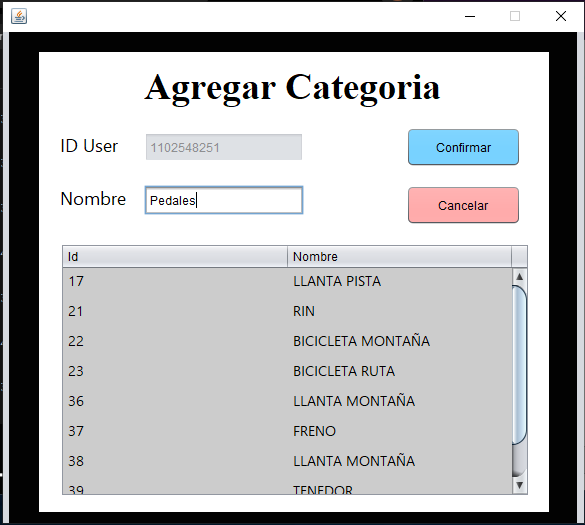 Agregar Categoria
ID User 1102548251 Confirmar
Nombre Pedales Cancelar
Id Nombre
17 LLANTA PISTA
21 RIN
22 BICICLETA MONTAÑA
23 BICICLETA RUTA
36 LLANTA MONTAÑA
37 FRENO
38 LLANTA MONTAÑA
39 TENEDOR